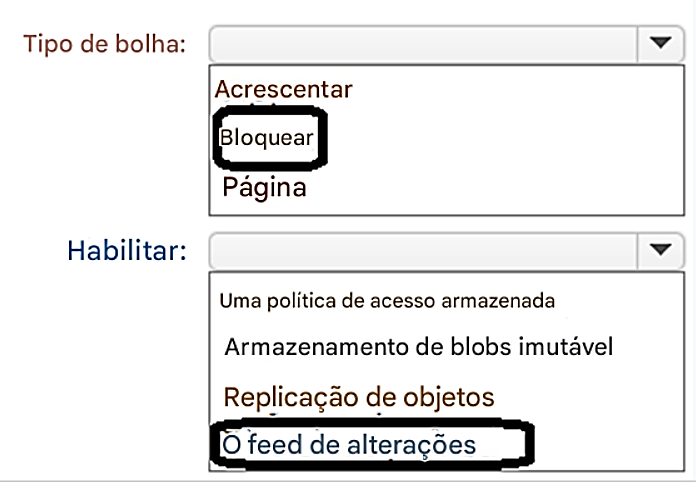 Tipo de bolha:
Acrescentar
Bloquear
Página
Habilitar:
Uma política de acesso armazenada
Armazenamento de blobs imutável
Replicação de objetos
O feed de alterações